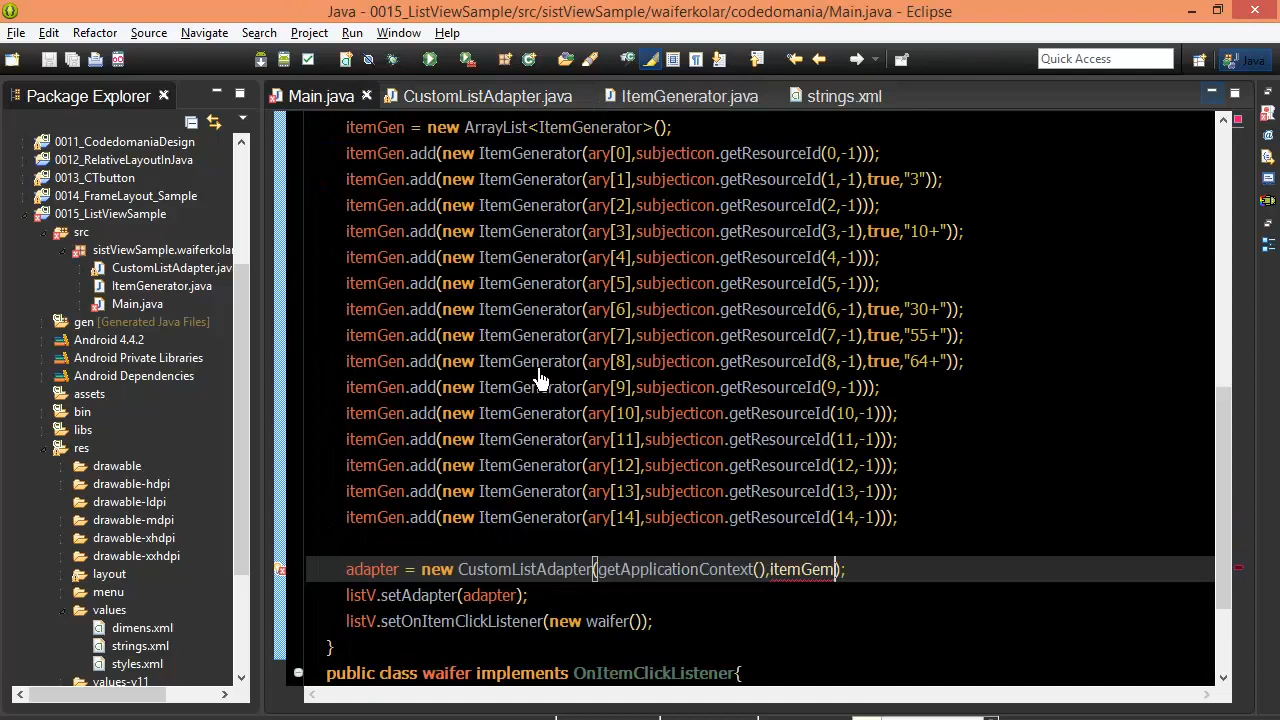 Java - 0015_ListViewSample/src/sistViewSample/waiferkolar/codedomania/Main.java - Eclipse
File Edit Refactor Source Navigate Search Project Run Window Help
Quick Access
Java
Package Explorer
Main.java CustomListAdapter.java ItemGenerator.java strings.xml
0011_CodedomaniaDesign
0012_RelativeLayoutInJava
0013_CTbutton
0014_FrameLayout_Sample
0015_ListViewSample
src
sistViewSample.waiferkolar
CustomListAdapter.jav
ItemGenerator.java
Main.java
gen [Generated Java Files]
Android 4.4.2
Android Private Libraries
Android Dependencies
assets
bin
libs
res
drawable
drawable-hdpi
drawable-ldpi
drawable-mdpi
drawable-xhdpi
drawable-xxhdpi
layout
menu
values
dimens.xml
strings.xml
styles.xml
values-v11
itemGen = new ArrayList<ItemGenerator>();
itemGen.add(new ItemGenerator(ary[0],subjecticon.getResourceId(0,-1)));
itemGen.add(new ItemGenerator(ary[1],subjecticon.getResourceId(1,-1),true,"3"));
itemGen.add(new ItemGenerator(ary[2],subjecticon.getResourceId(2,-1)));
itemGen.add(new ItemGenerator(ary[3],subjecticon.getResourceId(3,-1),true,"10+"));
itemGen.add(new ItemGenerator(ary[4],subjecticon.getResourceId(4,-1)));
itemGen.add(new ItemGenerator(ary[5],subjecticon.getResourceId(5,-1)));
itemGen.add(new ItemGenerator(ary[6],subjecticon.getResourceId(6,-1),true,"30+"));
itemGen.add(new ItemGenerator(ary[7],subjecticon.getResourceId(7,-1),true,"55+"));
itemGen.add(new ItemGenerator(ary[8],subjecticon.getResourceId(8,-1),true,"64+"));
itemGen.add(new ItemGenerator(ary[9],subjecticon.getResourceId(9,-1)));
itemGen.add(new ItemGenerator(ary[10],subjecticon.getResourceId(10,-1)));
itemGen.add(new ItemGenerator(ary[11],subjecticon.getResourceId(11,-1)));
itemGen.add(new ItemGenerator(ary[12],subjecticon.getResourceId(12,-1)));
itemGen.add(new ItemGenerator(ary[13],subjecticon.getResourceId(13,-1)));
itemGen.add(new ItemGenerator(ary[14],subjecticon.getResourceId(14,-1)));
adapter = new CustomListAdapter(getApplicationContext(),itemGem);
listV.setAdapter(adapter);
listV.setOnItemClickListener(new waifer());
}
public class waifer implements OnItemClickListener{